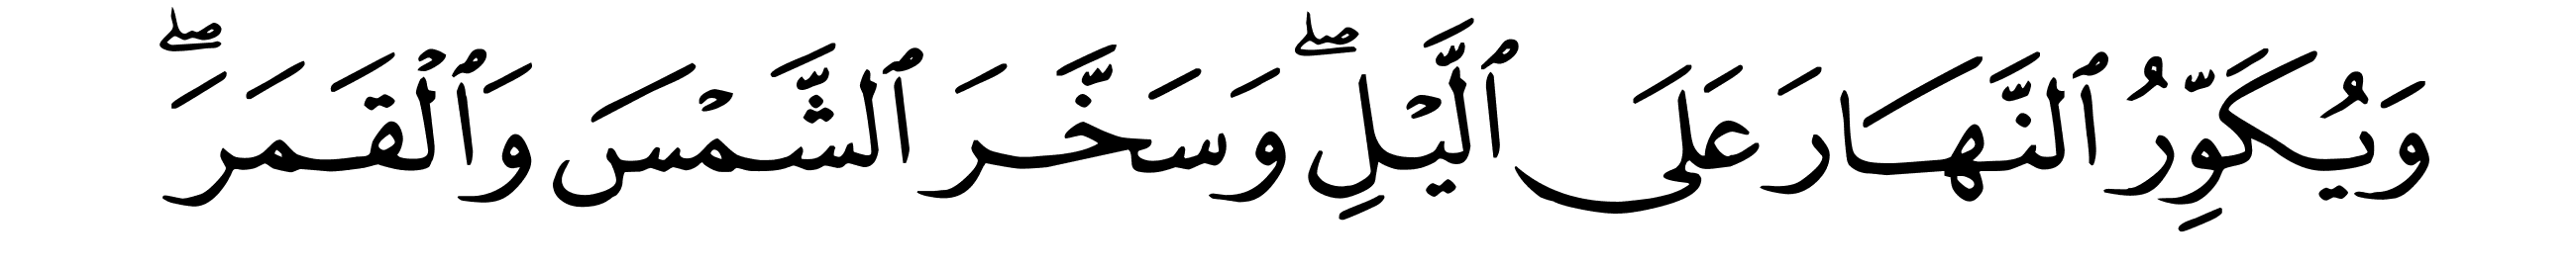 وَيُكَوِّرُ ٱلنَّهَارَ عَلَى ٱلَّيْلِۖ وَسَخَّرَ ٱلشَّمْسَ وَٱلْقَمَرَۖ